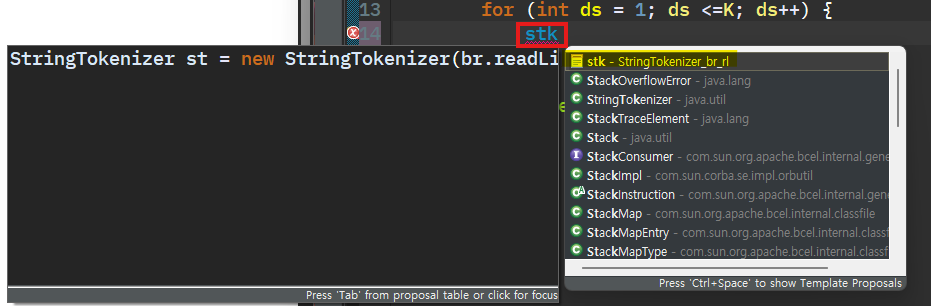 13 for (int ds = 1; ds <=K; ds++) {
14 stk
StringTokenizer st = new StringTokenizer(br.readLi
e
stk - StringTokenizer_br_rl
StackOverflowError - java.lang
StringTokenizer - java.util
StackTraceElement - java.lang
Stack - java.util
StackConsumer - com.sun.org.apache.bcel.internal.gene
StackImpl - com.sun.corba.se.impl.orbutil
StackInstruction - com.sun.org.apache.bcel.internal.gene
StackMap - com.sun.org.apache.bcel.internal.classfile
StackMapEntry - com.sun.org.apache.bcel.internal.classf
StackMapType - com.sun.org.apache.bcel.internal.classfi
Press 'Tab' from proposal table or click for focus
Press 'Ctrl+Space' to show Template Proposals